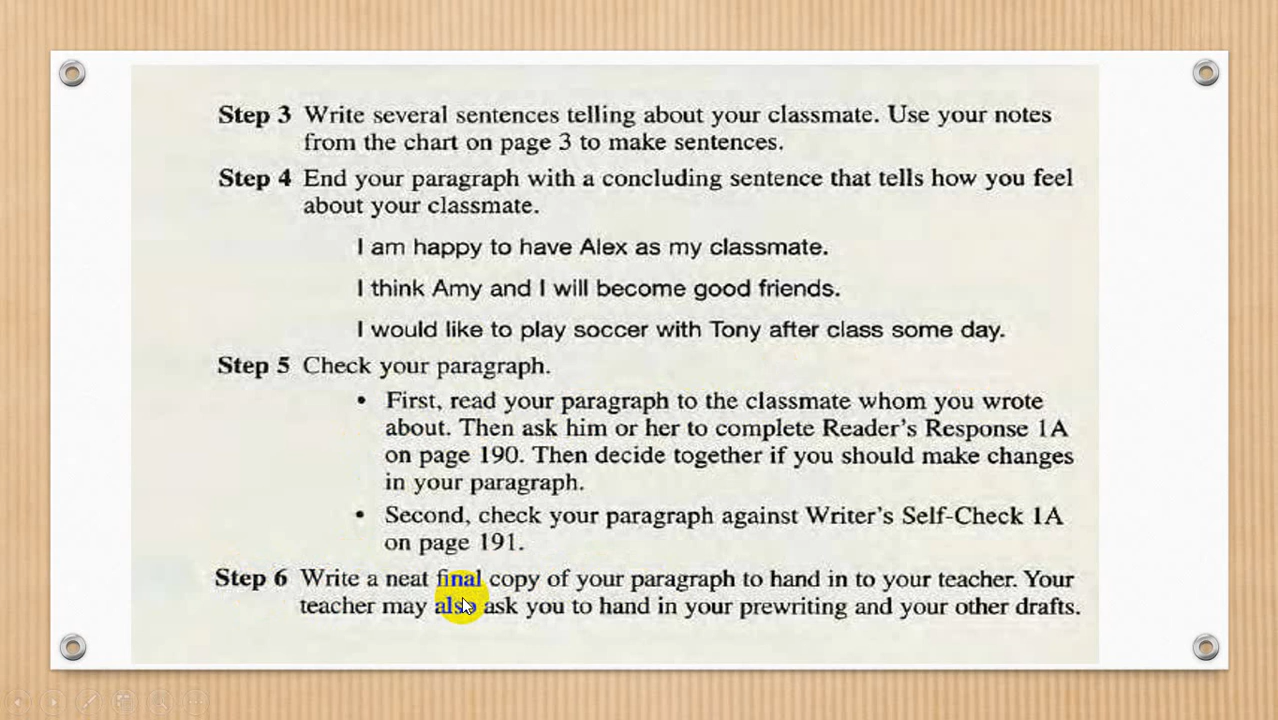 Step 3 Write several sentences telling about your classmate. Use your notes
from the chart on page 3 to make sentences.
Step 4 End your paragraph with a concluding sentence that tells how you feel
about your classmate.
I am happy to have Alex as my classmate.
I think Amy and I will become good friends.
I would like to play soccer with Tony after class some day.
Step 5 Check your paragraph.
• First, read your paragraph to the classmate whom you wrote
about. Then ask him or her to complete Reader's Response 1A
on page 190. Then decide together if you should make changes
in your paragraph.
• Second, check your paragraph against Writer's Self-Check 1A
on page 191.
Step 6 Write a neat final copy of your paragraph to hand in to your teacher. Your
teacher may also ask you to hand in your prewriting and your other drafts.